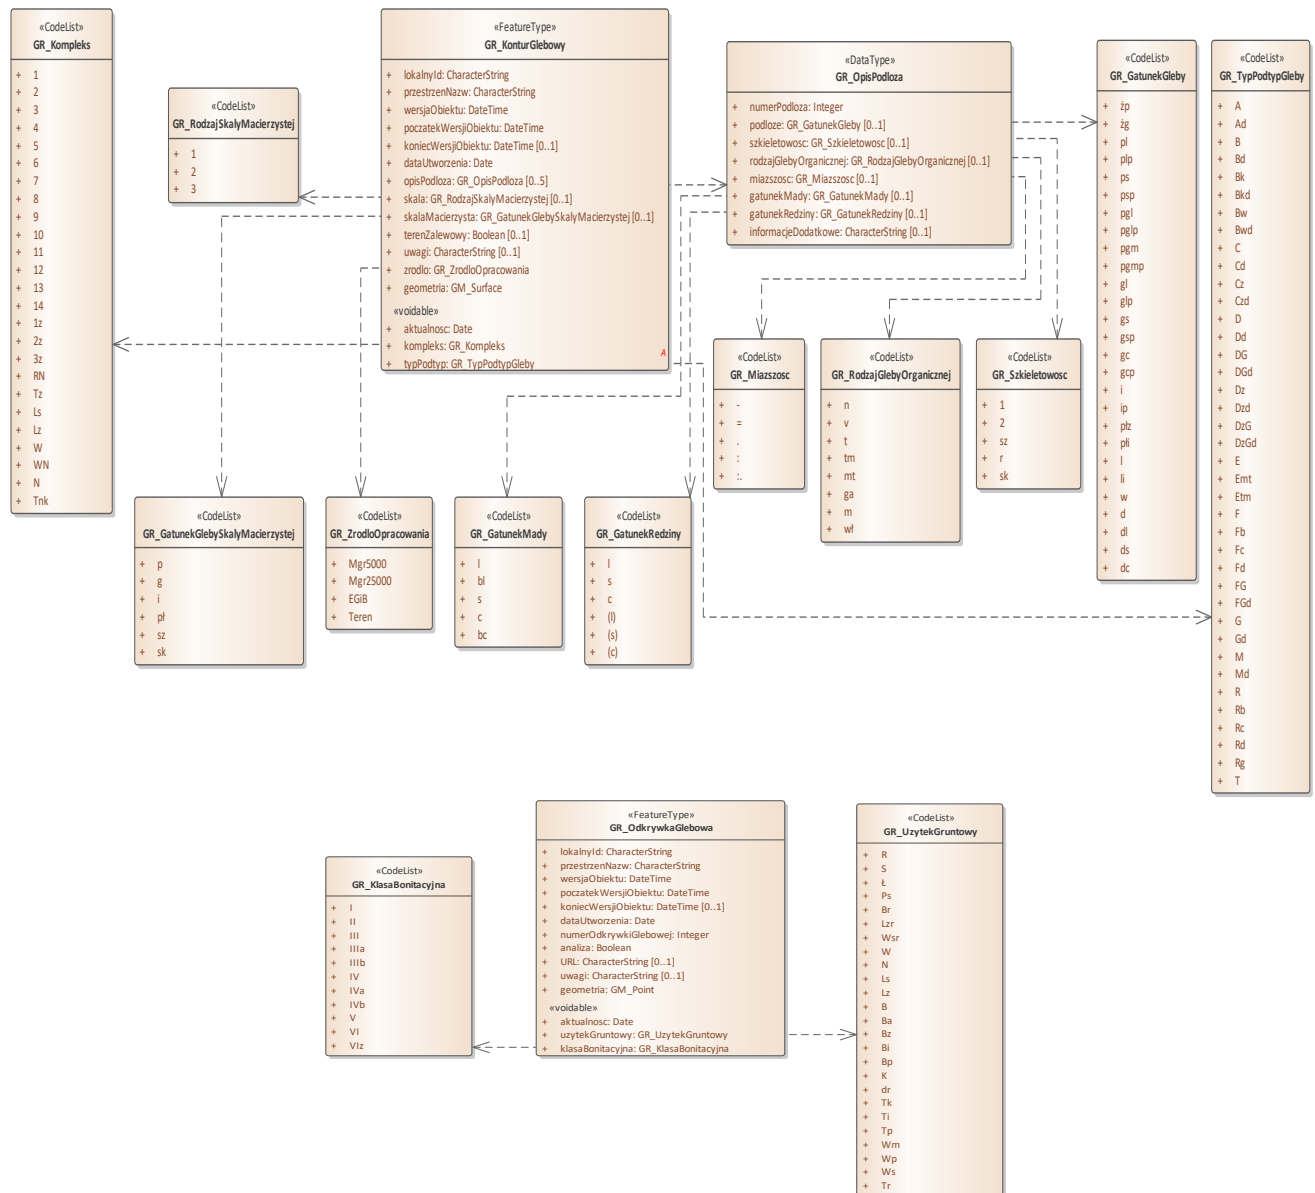 «CodeList»
GR_Kompleks
+ 1
+ 2
+ 3
+ 4
+ 5
+ 6
+ 7
+ 8
+ 9
+ 10
+ 11
+ 12
+ 13
+ 14
+ 1z
+ 2z
+ 3z
+ RN
+ Tz
+ Ls
+ Lz
+ W
+ WN
+ N
+ Tnk
«CodeList»
GR_RodzajSkalyMacierzystej
+ 1
+ 2
+ 3
«FeatureType»
GR_KonturGlebowy
+ lokalnyId: CharacterString
+ przestrzenNazw: CharacterString
+ wersjaObiektu: DateTime
+ poczatekWersjiObiektu: DateTime
+ koniecWersjiObiektu: DateTime [0..1]
+ dataUtworzenia: Date
+ opisPodloza: GR_OpisPodloza [0..5]
+ skala: GR_RodzajSkalyMacierzystej [0..1]
+ skalaMacierzysta: GR_GatunekGlebySkalyMacierzystej [0..1]
+ terenZalewowy: Boolean [0..1]
+ uwagi: CharacterString [0..1]
+ zrodlo: GR_ZrodloOpracowania
+ geometria: GM_Surface
«voidable»
+ aktualnosc: Date
+ kompleks: GR_Kompleks
+ typPodtyp: GR_TypPodtypGleby
A
«DataType»
GR_OpisPodloza
+ numerPodloza: Integer
+ podloze: GR_GatunekGleby [0..1]
+ szkieletowosc: GR_Szkieletowosc [0..1]
+ rodzajGlebyOrganicznej: GR_RodzajGlebyOrganicznej [0..1]
+ miazszosc: GR_Miazszosc [0..1]
+ gatunekMady: GR_GatunekMady [0..1]
+ gatunekRedziny: GR_GatunekRedziny [0..1]
+ informacjeDodatkowe: CharacterString [0..1]
«CodeList»
GR_GatunekGleby
+ żp
+ żg
+ pl
+ plp
+ ps
+ psp
+ pgl
+ pglp
+ pgm
+ pgmp
+ gl
+ glp
+ gs
+ gsp
+ gc
+ gcp
+ i
+ ip
+ płz
+ płi
+ l
+ li
+ w
+ d
+ dl
+ ds
+ dc
«CodeList»
GR_TypPodtypGleby
+ A
+ Ad
+ B
+ Bd
+ Bk
+ Bkd
+ Bw
+ Bwd
+ C
+ Cd
+ Cz
+ Czd
+ D
+ Dd
+ DG
+ DGd
+ Dz
+ Dzd
+ DzG
+ DzGd
+ E
+ Emt
+ Etm
+ F
+ Fb
+ Fc
+ Fd
+ FG
+ FGd
+ G
+ Gd
+ M
+ Md
+ R
+ Rb
+ Rc
+ Rd
+ Rg
+ T
«CodeList»
GR_Miazszosc
+ -
+ =
+ .
+ :
+ :.
«CodeList»
GR_RodzajGlebyOrganicznej
+ n
+ v
+ t
+ tm
+ mt
+ ga
+ m
+ wł
«CodeList»
GR_Szkieletowosc
+ 1
+ 2
+ sz
+ r
+ sk
«CodeList»
GR_GatunekGlebySkalyMacierzystej
+ p
+ g
+ i
+ pł
+ sz
+ sk
«CodeList»
GR_ZrodloOpracowania
+ Mgr5000
+ Mgr25000
+ EGiB
+ Teren
«CodeList»
GR_GatunekMady
+ l
+ bl
+ s
+ c
+ bc
«CodeList»
GR_GatunekRedziny
+ l
+ s
+ c
+ (l)
+ (s)
+ (c)
«CodeList»
GR_KlasaBonitacyjna
+ I
+ II
+ III
+ IIIa
+ IIIb
+ IV
+ IVa
+ IVb
+ V
+ VI
+ VIz
«FeatureType»
GR_OdkrywkaGlebowa
+ lokalnyId: CharacterString
+ przestrzenNazw: CharacterString
+ wersjaObiektu: DateTime
+ poczatekWersjiObiektu: DateTime
+ koniecWersjiObiektu: DateTime [0..1]
+ dataUtworzenia: Date
+ numerOdkrywkiGlebowej: Integer
+ analiza: Boolean
+ URL: CharacterString [0..1]
+ uwagi: CharacterString [0..1]
+ geometria: GM_Point
«voidable»
+ aktualnosc: Date
+ uzytekGruntowy: GR_UzytekGruntowy
+ klasaBonitacyjna: GR_KlasaBonitacyjna
«CodeList»
GR_UzytekGruntowy
+ R
+ S
+ Ł
+ Ps
+ Br
+ Lzr
+ Wsr
+ W
+ N
+ Ls
+ Lz
+ B
+ Ba
+ Bz
+ Bi
+ Bp
+ K
+ dr
+ Tk
+ Ti
+ Tp
+ Wm
+ Wp
+ Ws
+ Tr